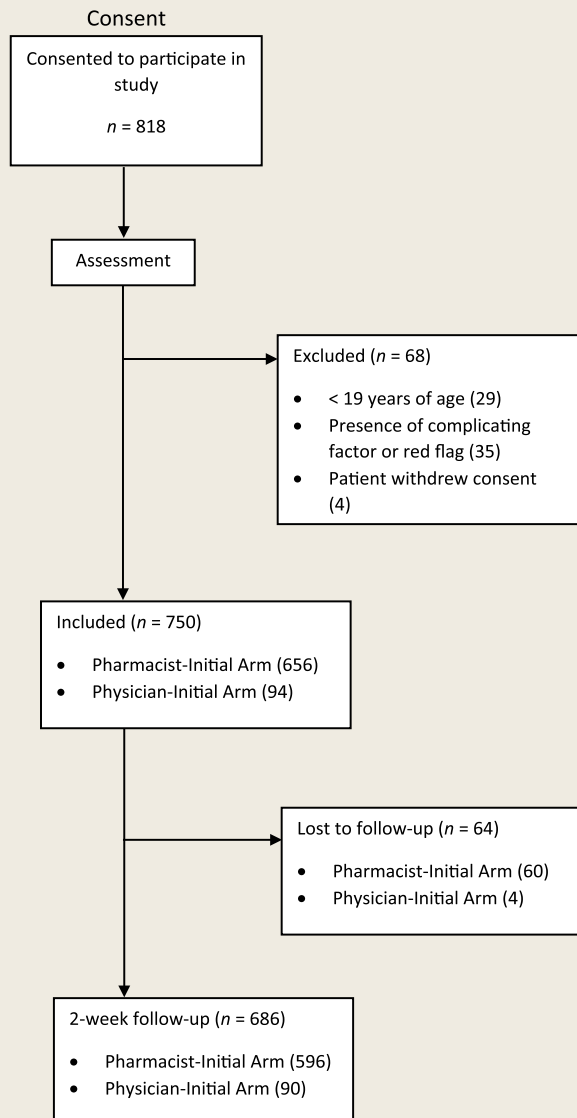 Consent
Consented to participate in
study
n = 818
Assessment
Excluded (n = 68)
• < 19 years of age (29)
• Presence of complicating
factor or red flag (35)
• Patient withdrew consent
(4)
Included (n = 750)
• Pharmacist-Initial Arm (656)
• Physician-Initial Arm (94)
Lost to follow-up (n = 64)
• Pharmacist-Initial Arm (60)
• Physician-Initial Arm (4)
2-week follow-up (n = 686)
• Pharmacist-Initial Arm (596)
• Physician-Initial Arm (90)